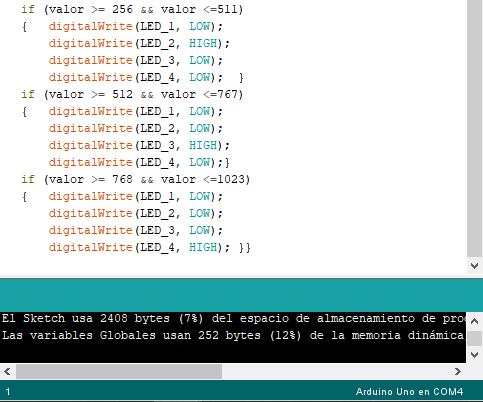 if (valor >= 256 && valor <=511)
{   digitalWrite(LED_1, LOW);
    digitalWrite(LED_2, HIGH);
    digitalWrite(LED_3, LOW);
    digitalWrite(LED_4, LOW);  }
if (valor >= 512 && valor <=767)
{   digitalWrite(LED_1, LOW);
    digitalWrite(LED_2, LOW);
    digitalWrite(LED_3, HIGH);
    digitalWrite(LED_4, LOW);}
if (valor >= 768 && valor <=1023)
{   digitalWrite(LED_1, LOW);
    digitalWrite(LED_2, LOW);
    digitalWrite(LED_3, LOW);
    digitalWrite(LED_4, HIGH); }}
El Sketch usa 2408 bytes (7%) del espacio de almacenamiento de pro
Las variables Globales usan 252 bytes (12%) de la memoria dinámica
1 Arduino Uno en COM4